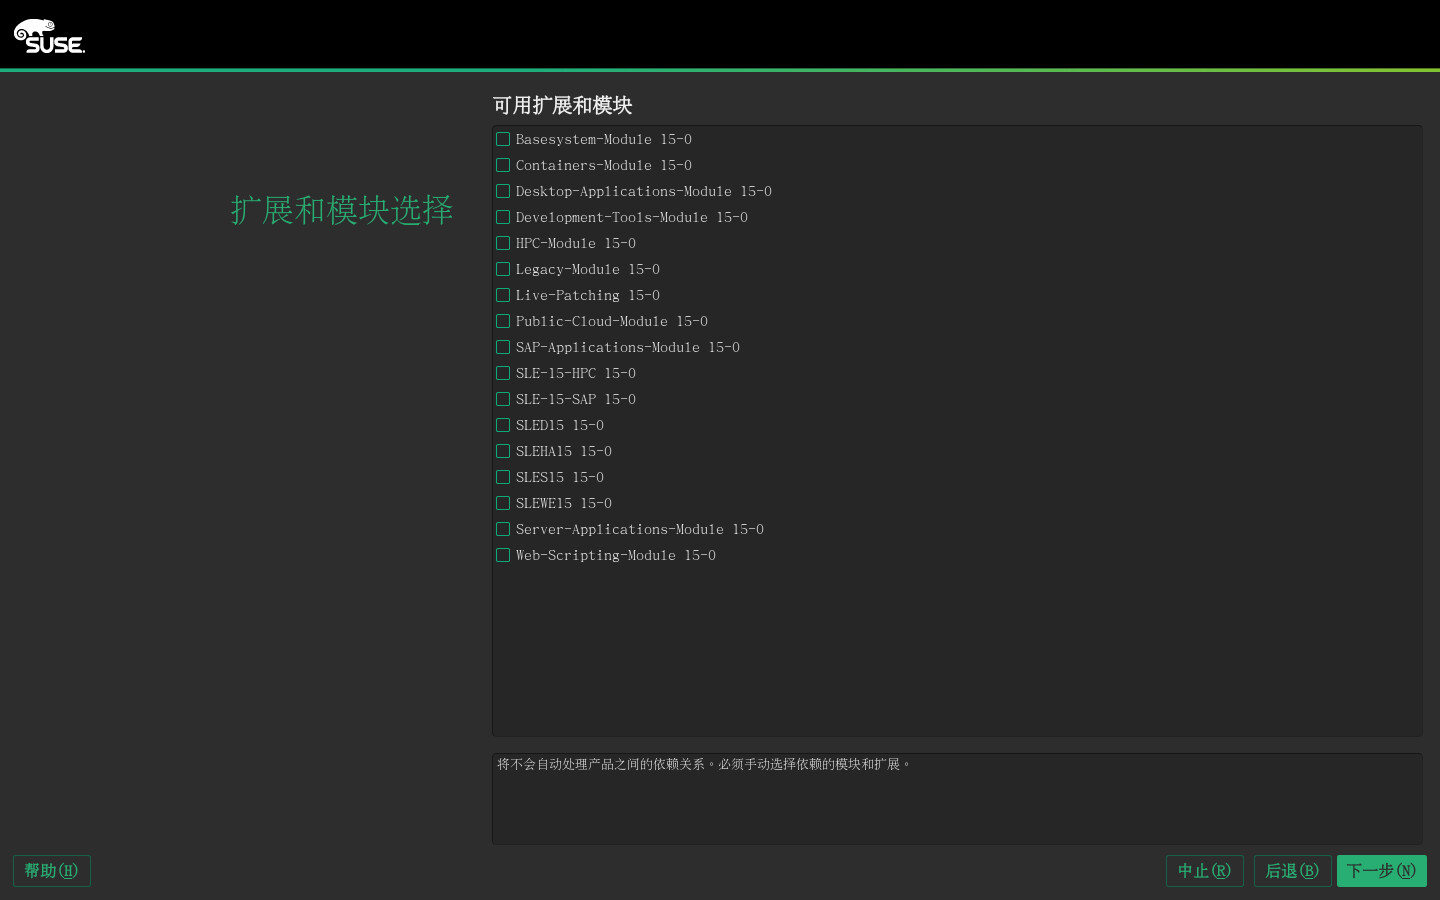 SUSE.
可用扩展和模块
Basesystem-Module 15-0
Containers-Module 15-0
Desktop-Applications-Module 15-0
扩展和模块选择
Development-Tools-Module 15-0
HPC-Module 15-0
Legacy-Module 15-0
Live-Patching 15-0
Public-Cloud-Module 15-0
SAP-Applications-Module 15-0
SLE-15-HPC 15-0
SLE-15-SAP 15-0
SLED15 15-0
SLEHA15 15-0
SLES15 15-0
SLEWE15 15-0
Server-Applications-Module 15-0
Web-Scripting-Module 15-0
将不会自动处理产品之间的依赖关系。必须手动选择依赖的模块和扩展。
帮助(H) 中止(R) 后退(B) 下一步(N)